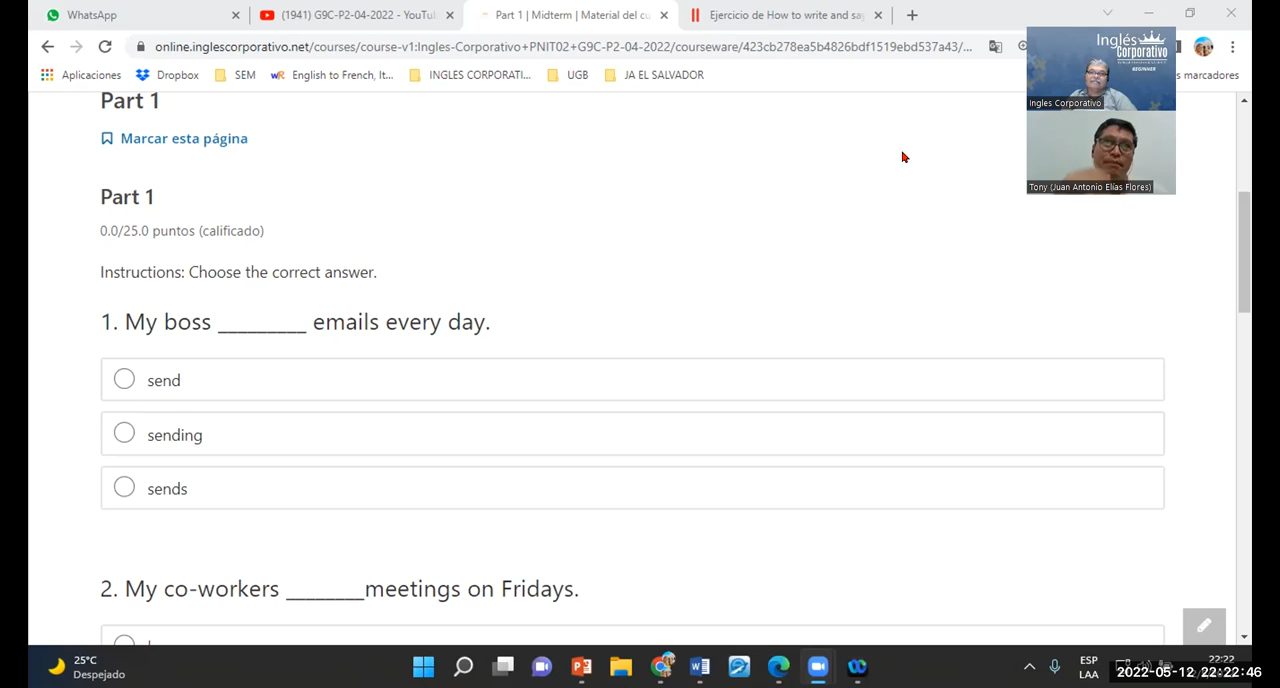 WhatsApp
(1941) G9C-P2-04-2022 - YouTu
Part 1 | Midterm | Material del cu
Ejercicio de How to write and sa
online.inglescorporativo.net/courses/course-v1:Ingles-Corporativo+PNIT02+G9C-P2-04-2022/courseware/423cb278ea5b4826bdf1519ebd537a43/...
Aplicaciones
Dropbox
SEM
English to French, It...
INGLES CORPORATI...
UGB
JA EL SALVADOR
s marcadores
Inglés
Corporativo
BEGINNER
Ingles Corporativo
Tony (Juan Antonio Elías Flores)
Part 1
Marcar esta página
Part 1
0.0/25.0 puntos (calificado)
Instructions: Choose the correct answer.
1. My boss _________ emails every day.
send
sending
sends
2. My co-workers ________meetings on Fridays.
25°C
Despejado
ESP
LAA
22:22
2022-05-12 22:22:46